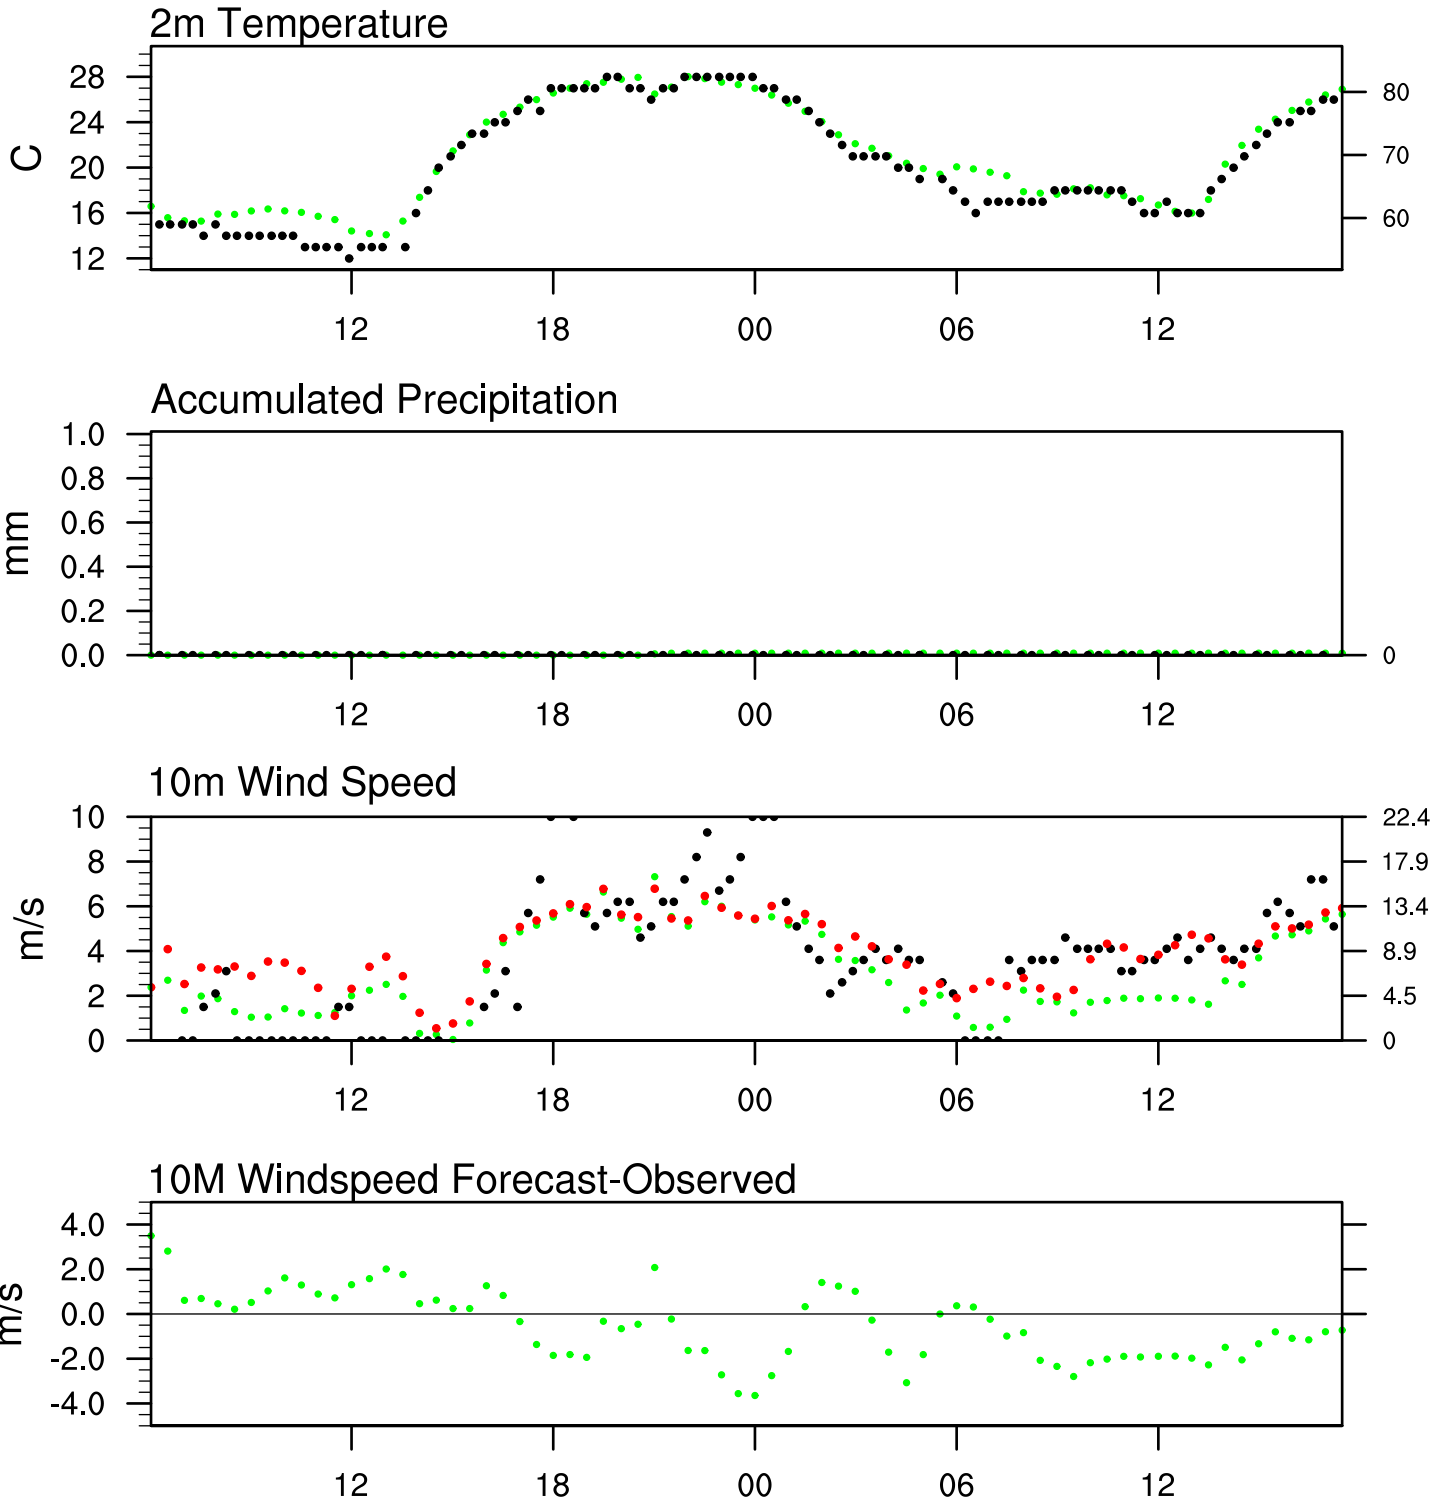 2m Temperature
28
24
20
16
12
C
80
70
60
12 18 00 06 12
Accumulated Precipitation
1.0
0.8
0.6
0.4
0.2
0.0
mm
0
12 18 00 06 12
10m Wind Speed
10
8
6
4
2
0
m/s
22.4
17.9
13.4
8.9
4.5
0
12 18 00 06 12
10M Windspeed Forecast-Observed
4.0
2.0
0.0
-2.0
-4.0
m/s
12 18 00 06 12